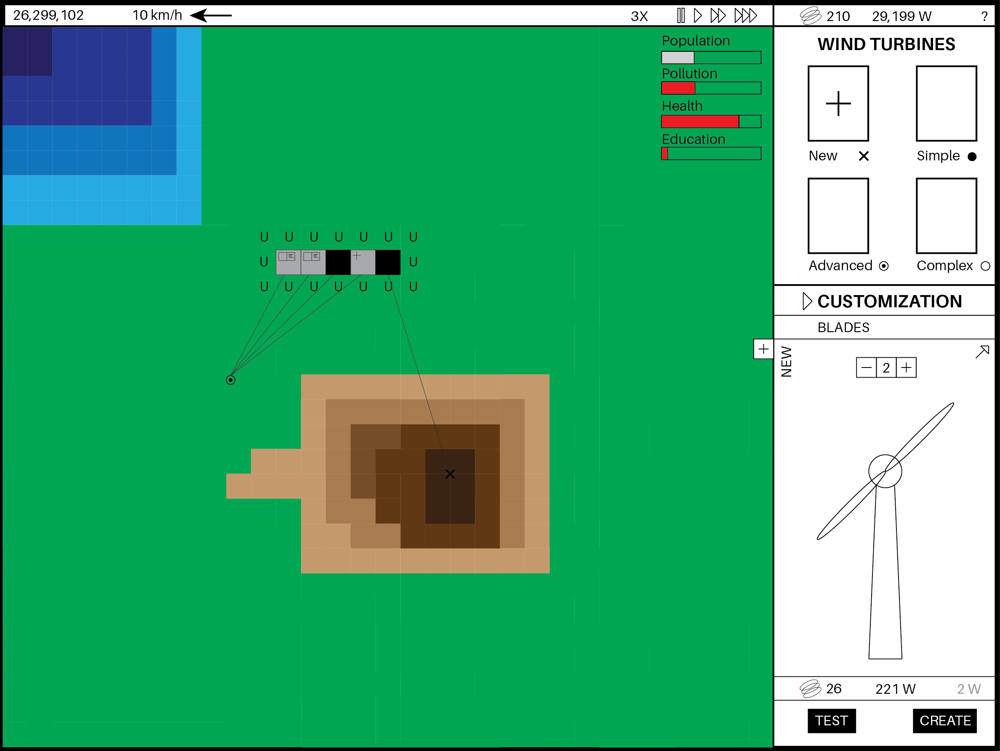 26,299,102 10 km/h 3X 210 29,199 W ?
Population
Pollution
Health
Education
WIND TURBINES
New Simple
Advanced Complex
U U U U U U U
U U
U U U U U U U
CUSTOMIZATION
BLADES
NEW
2
26 221 W 2 W
TEST CREATE